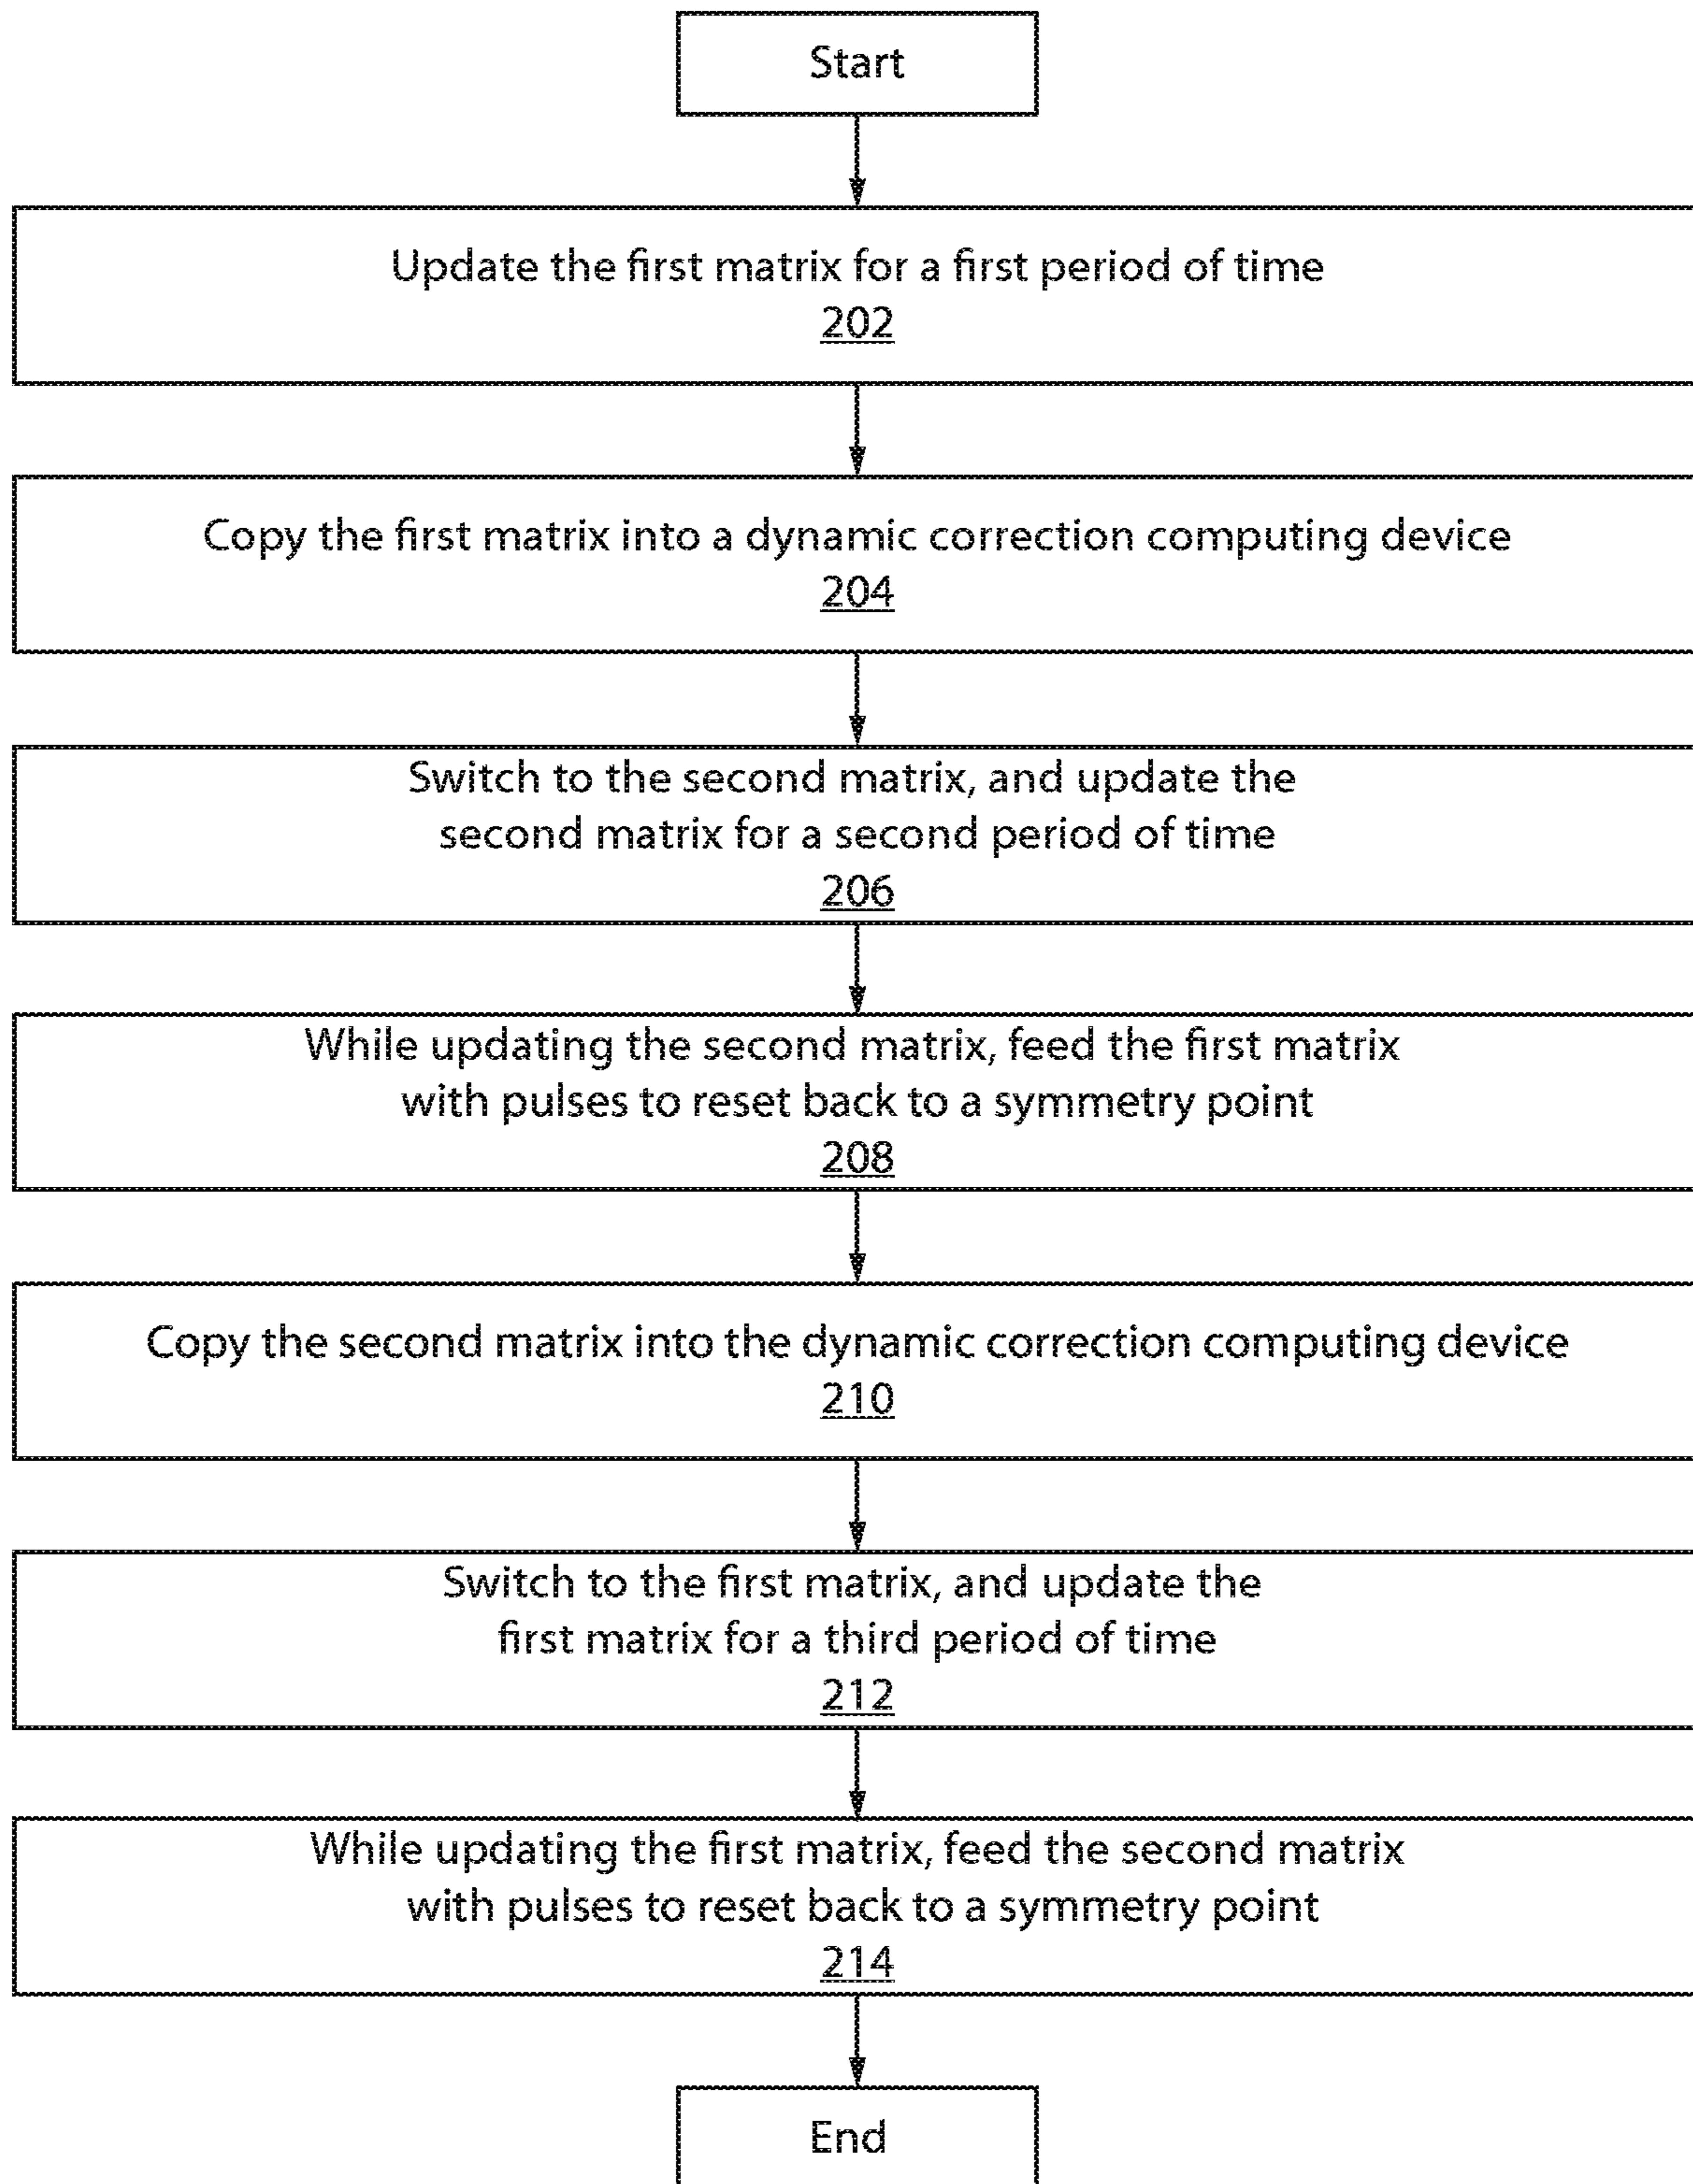 Start
Update the first matrix for a first period of time
202
Copy the first matrix into a dynamic correction computing device
204
Switch to the second matrix, and update the
second matrix for a second period of time
206
While updating the second matrix, feed the first matrix
with pulses to reset back to a symmetry point
208
Copy the second matrix into the dynamic correction computing device
210
Switch to the first matrix, and update the
first matrix for a third period of time
212
While updating the first matrix, feed the second matrix
with pulses to reset back to a symmetry point
214
End